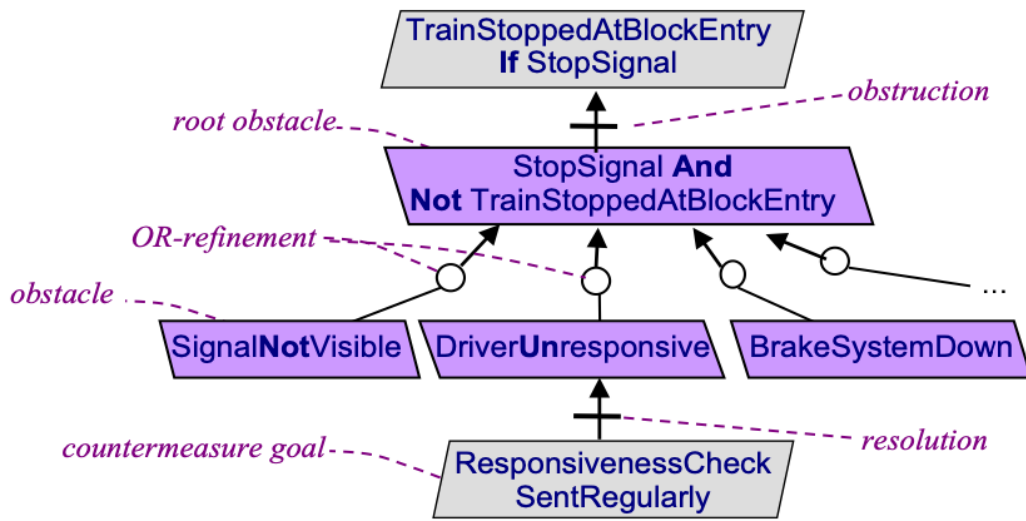 TrainStoppedAtBlockEntry
If StopSignal
obstruction
root obstacle
StopSignal And
Not TrainStoppedAtBlockEntry
OR-refinement
obstacle
...
SignalNotVisible
DriverUnresponsive
BrakeSystemDown
countermeasure goal
resolution
ResponsivenessCheck
SentRegularly